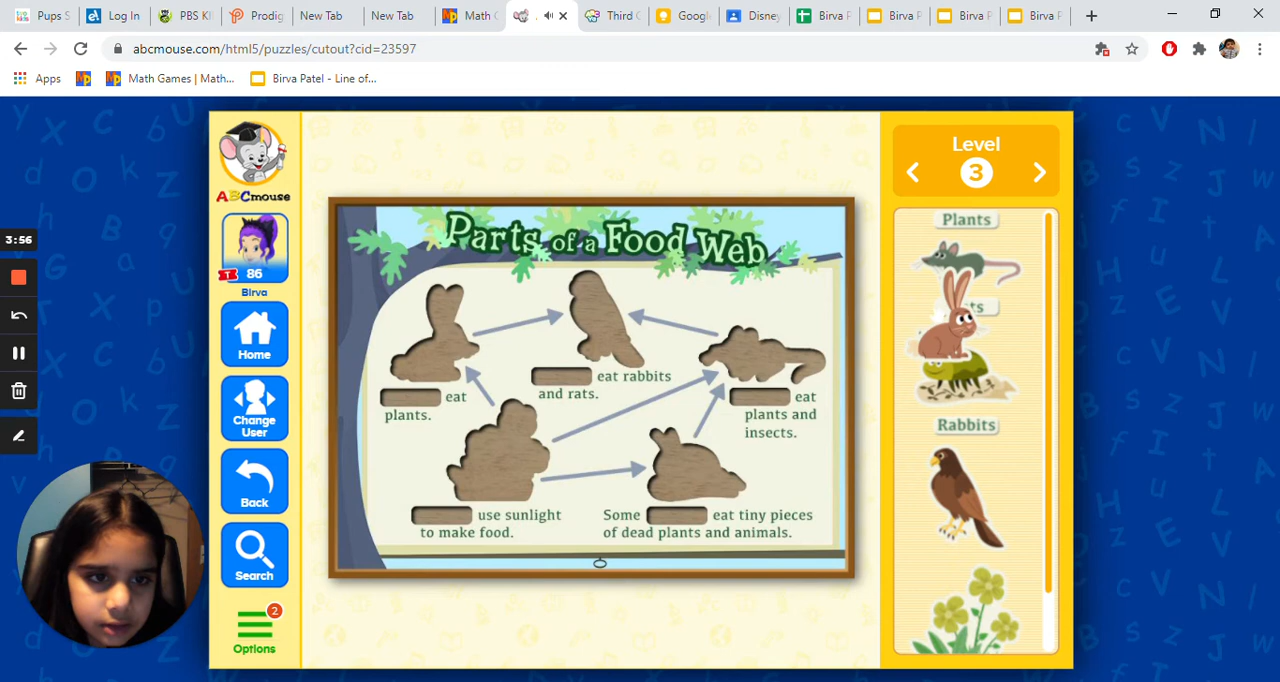 Pups S
Log In
PBS KI
Prodig
New Tab
New Tab
Math G
Third G
Google
Disney
Birva P
Birva P
Birva P
Birva P
abcmouse.com/html5/puzzles/cutout?cid=23597
Apps
Math Games | Math...
Birva Patel - Line of...
3:56
ABCmouse
T 86
Birva
Home
Change
User
Back
Search
2
Options
Parts of a Food Web
eat
plants.
eat rabbits
and rats.
eat
plants and
insects.
use sunlight
to make food.
Some eat tiny pieces
of dead plants and animals.
Level
3
Plants
Rabbits